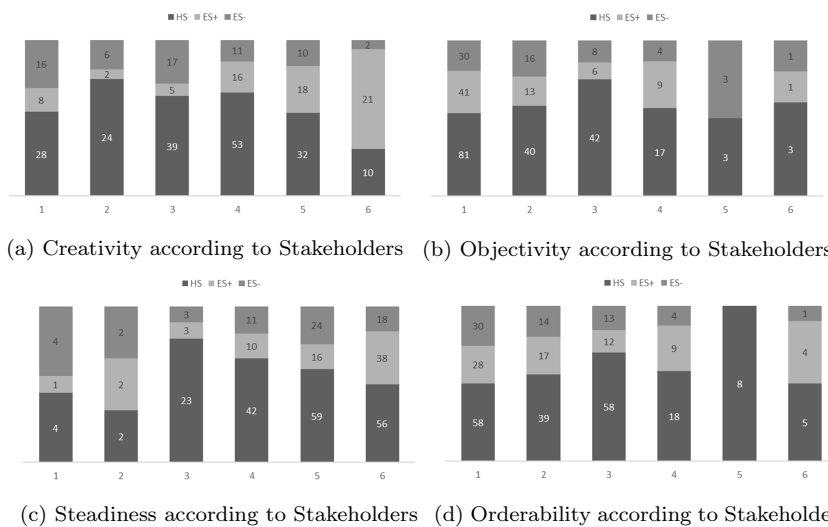 HS ES+ ES-
HS ES+ ES-
16 6 17 11 10 2
30 16 8 4 3 1
8 2 5 16 18 21
41 13 6 9 1
28 24 39 53 32 10
81 40 42 17 3 3
1 2 3 4 5 6
1 2 3 4 5 6
(a) Creativity according to Stakeholders
(b) Objectivity according to Stakeholders
HS ES+ ES-
HS ES+ ES-
4 2 3 11 24 18
30 14 13 4 1
1 2 3 10 16 38
28 17 12 9 4
4 2 23 42 59 56
58 39 58 18 8 5
1 2 3 4 5 6
1 2 3 4 5 6
(c) Steadiness according to Stakeholders
(d) Orderability according to Stakeholde